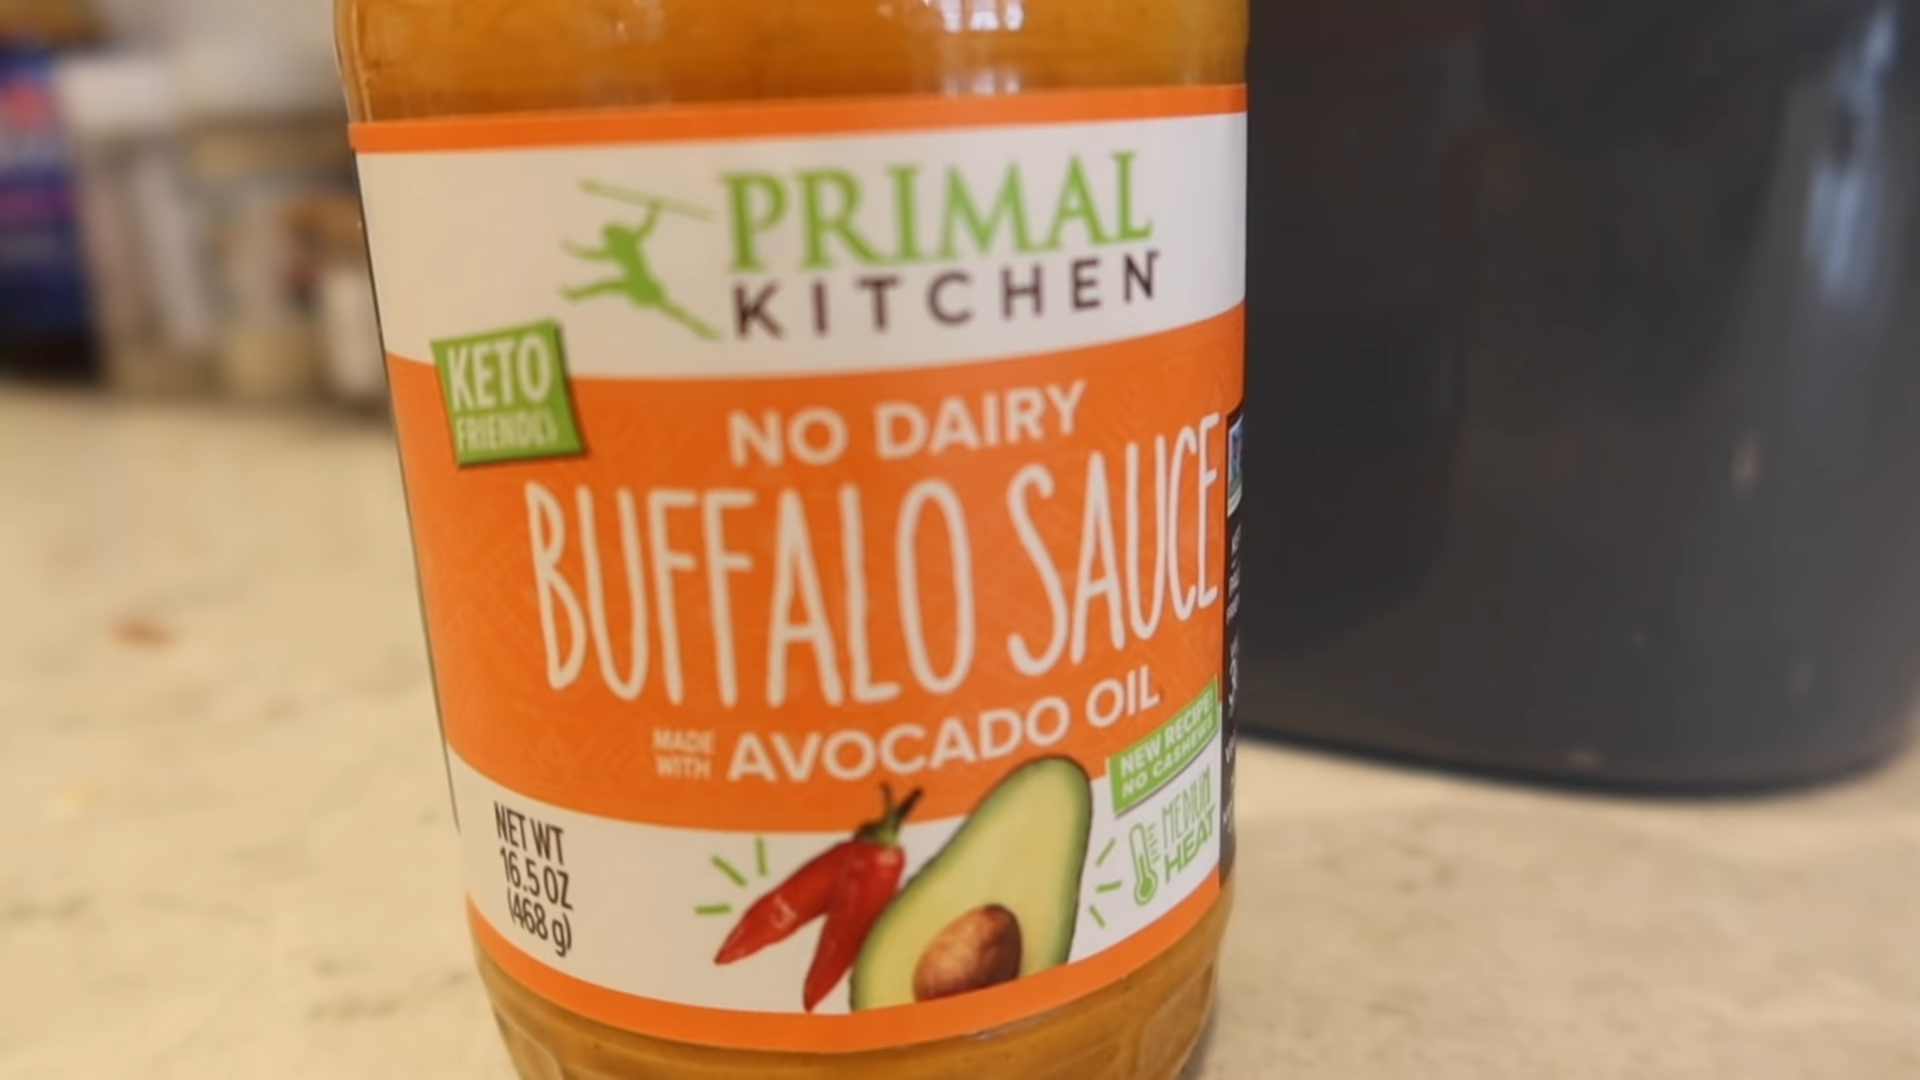 PRIMAL
KITCHEN
KETO
FRIENDLY
NO DAIRY
BUFFALO SAUCE
MADE
WITH
AVOCADO OIL
NEW RECIPE!
NO CASHEWS
MEDIUM
HEAT
NET WT
16.5 OZ
(468 g)